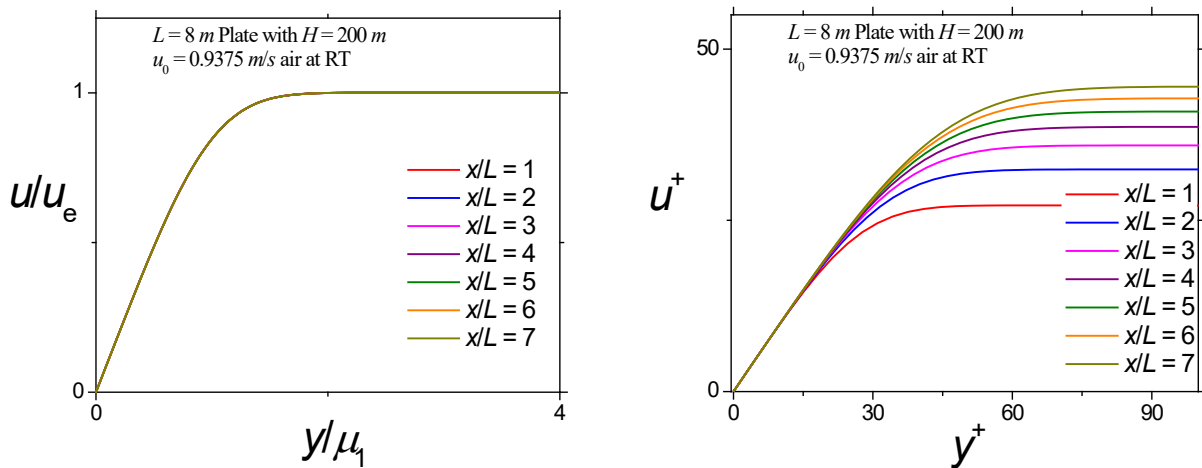 L = 8 m Plate with H = 200 m
u₀ = 0.9375 m/s air at RT
1
u/uₑ
x/L = 1
x/L = 2
x/L = 3
x/L = 4
x/L = 5
x/L = 6
x/L = 7
0
0
4
y/μ₁
L = 8 m Plate with H = 200 m
u₀ = 0.9375 m/s air at RT
50
u⁺
x/L = 1
x/L = 2
x/L = 3
x/L = 4
x/L = 5
x/L = 6
x/L = 7
0
0
30
60
90
y⁺